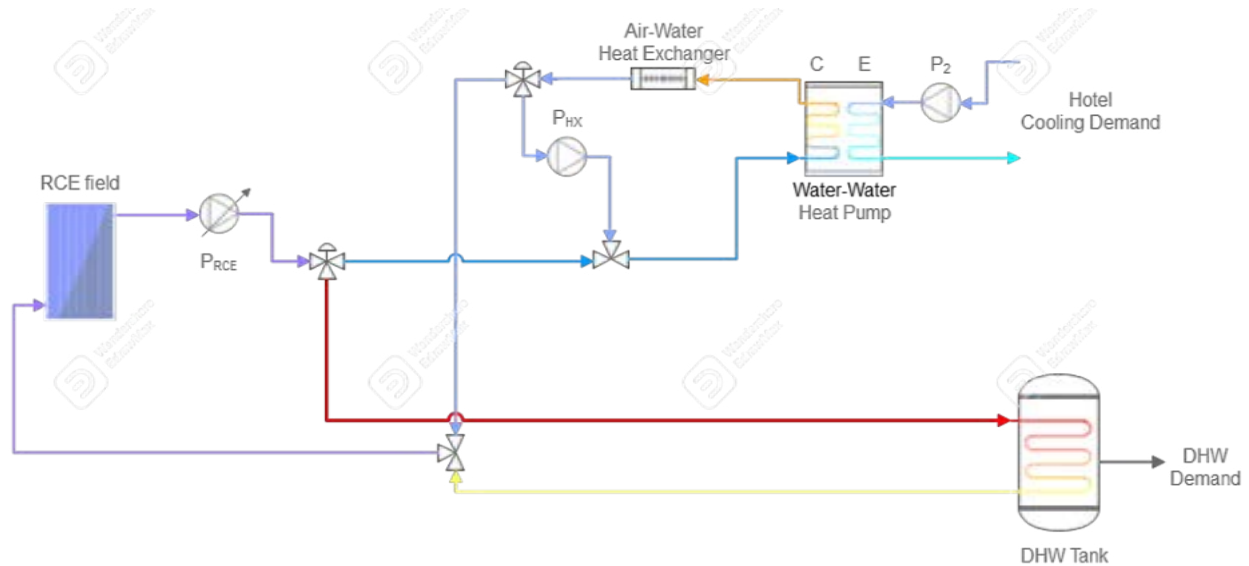 Air-Water
Heat Exchanger
C
E
P2
Hotel
Cooling Demand
PHX
Water-Water
Heat Pump
RCE field
PRCE
DHW
Demand
DHW Tank